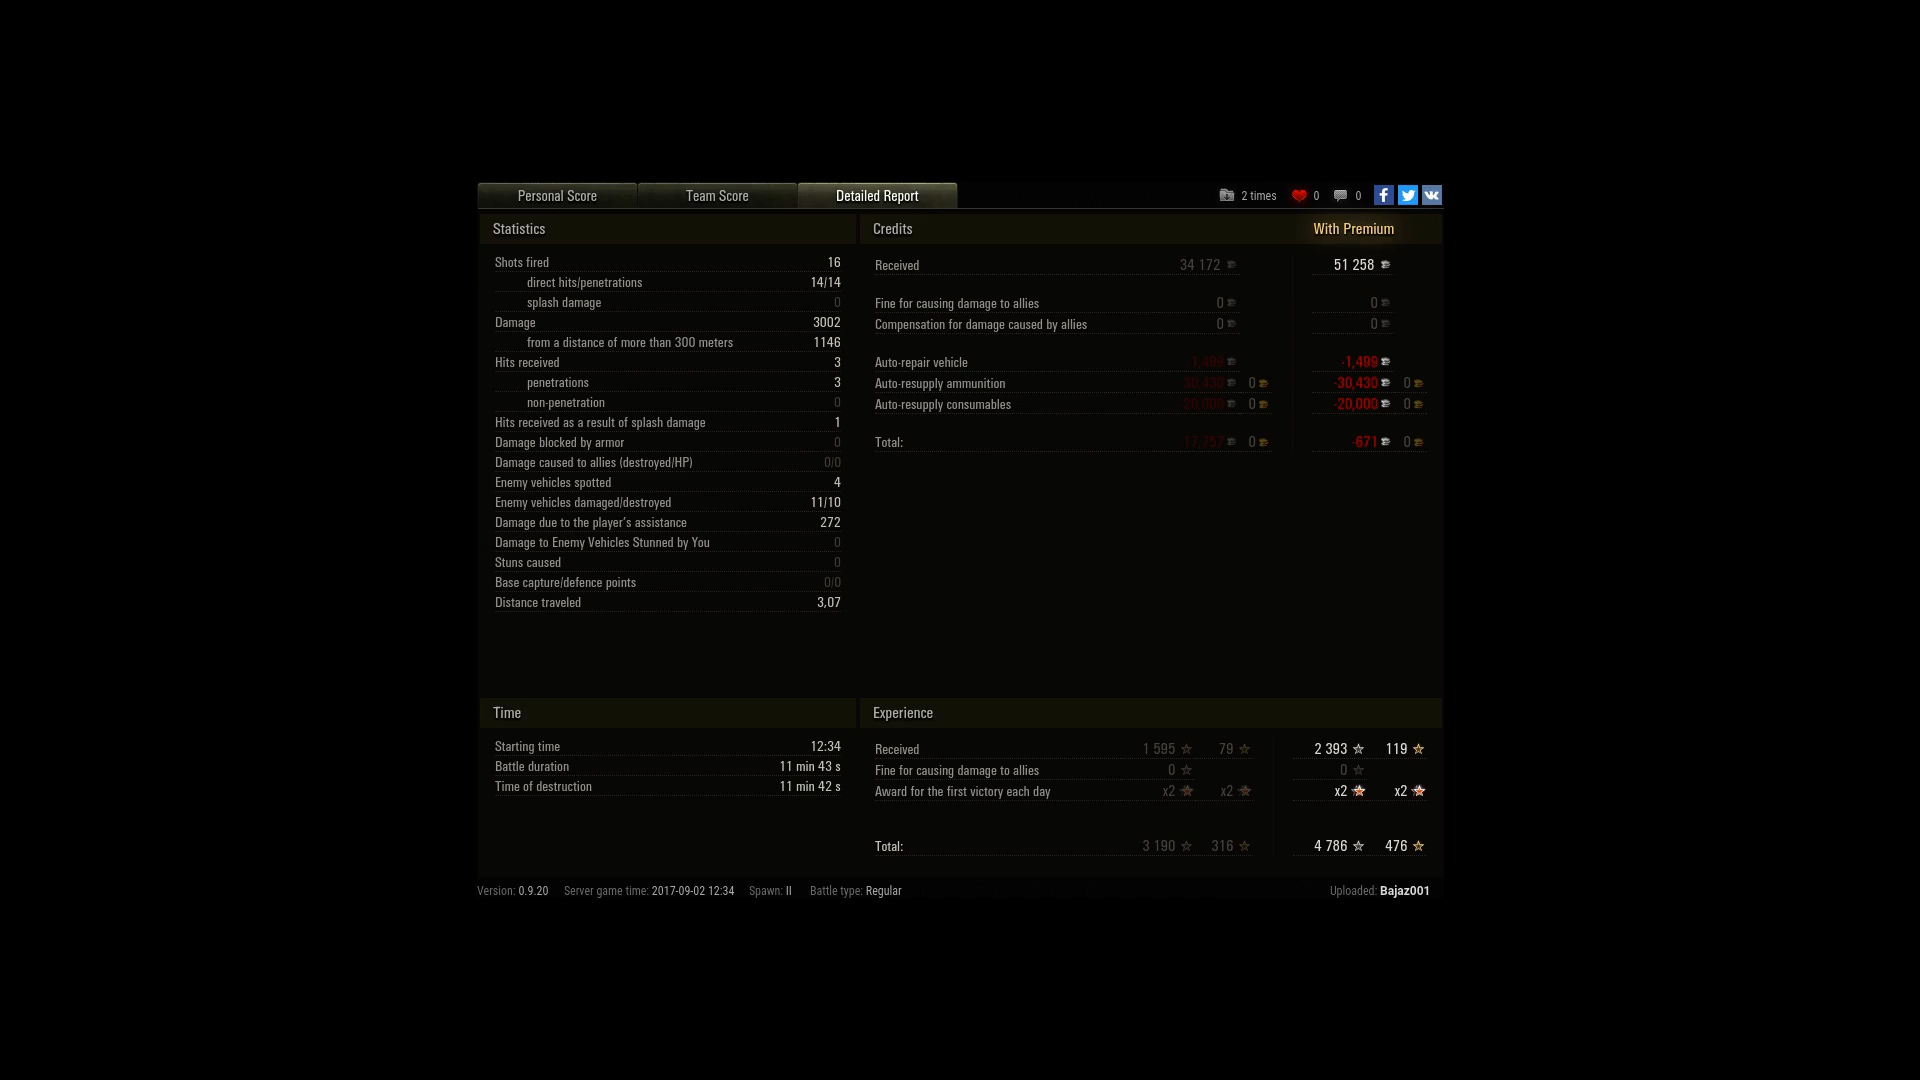 Personal Score Team Score Detailed Report 2 times 0 0
Statistics
Shots fired 16
direct hits/penetrations 14/14
splash damage 0
Damage 3002
from a distance of more than 300 meters 1146
Hits received 3
penetrations 3
non-penetration 0
Hits received as a result of splash damage 1
Damage blocked by armor 0
Damage caused to allies (destroyed/HP) 0/0
Enemy vehicles spotted 4
Enemy vehicles damaged/destroyed 11/10
Damage due to the player's assistance 272
Damage to Enemy Vehicles Stunned by You 0
Stuns caused 0
Base capture/defence points 0/0
Distance traveled 3,07
Credits With Premium
Received 34 172 51 258
Fine for causing damage to allies 0 0
Compensation for damage caused by allies 0 0
Auto-repair vehicle 1,499 -1,499
Auto-resupply ammunition 30,430 0 -30,430 0
Auto-resupply consumables 20,000 0 -20,000 0
Total: 17,757 0 -671 0
Time
Starting time 12:34
Battle duration 11 min 43 s
Time of destruction 11 min 42 s
Experience
Received 1 595 79 2 393 119
Fine for causing damage to allies 0 0
Award for the first victory each day x2 x2 x2 x2
Total: 3 190 316 4 786 476
Version: 0.9.20 Server game time: 2017-09-02 12:34 Spawn: II Battle type: Regular Uploaded: Bajaz001